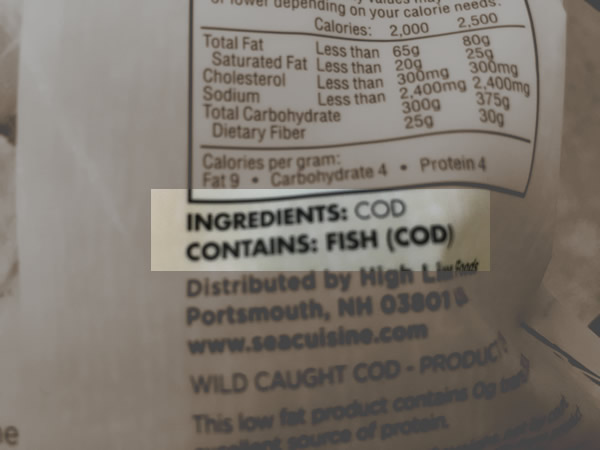 or lower depending on your calorie needs:
Calories: 2,000 2,500
Total Fat Less than 65g 80g
Saturated Fat Less than 20g 25g
Cholesterol Less than 300mg 300mg
Sodium Less than 2,400mg 2,400mg
Total Carbohydrate 300g 375g
Dietary Fiber 25g 30g
Calories per gram:
Fat 9 • Carbohydrate 4 • Protein 4
INGREDIENTS: COD
CONTAINS: FISH (COD)
Distributed by High Foods
Portsmouth, NH 03801
www.seacuisine.com
WILD CAUGHT COD - PRODUCT
This low fat product contains 0g
excellent source of protein.